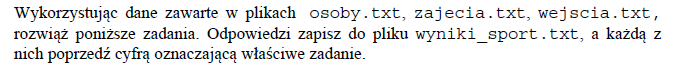 Wykorzystując dane zawarte w plikach osoby.txt, zajecia.txt, wejscia.txt,
rozwiąż poniższe zadania. Odpowiedzi zapisz do pliku wyniki_sport.txt, a każdą z
nich poprzedź cyfrą oznaczającą właściwe zadanie.